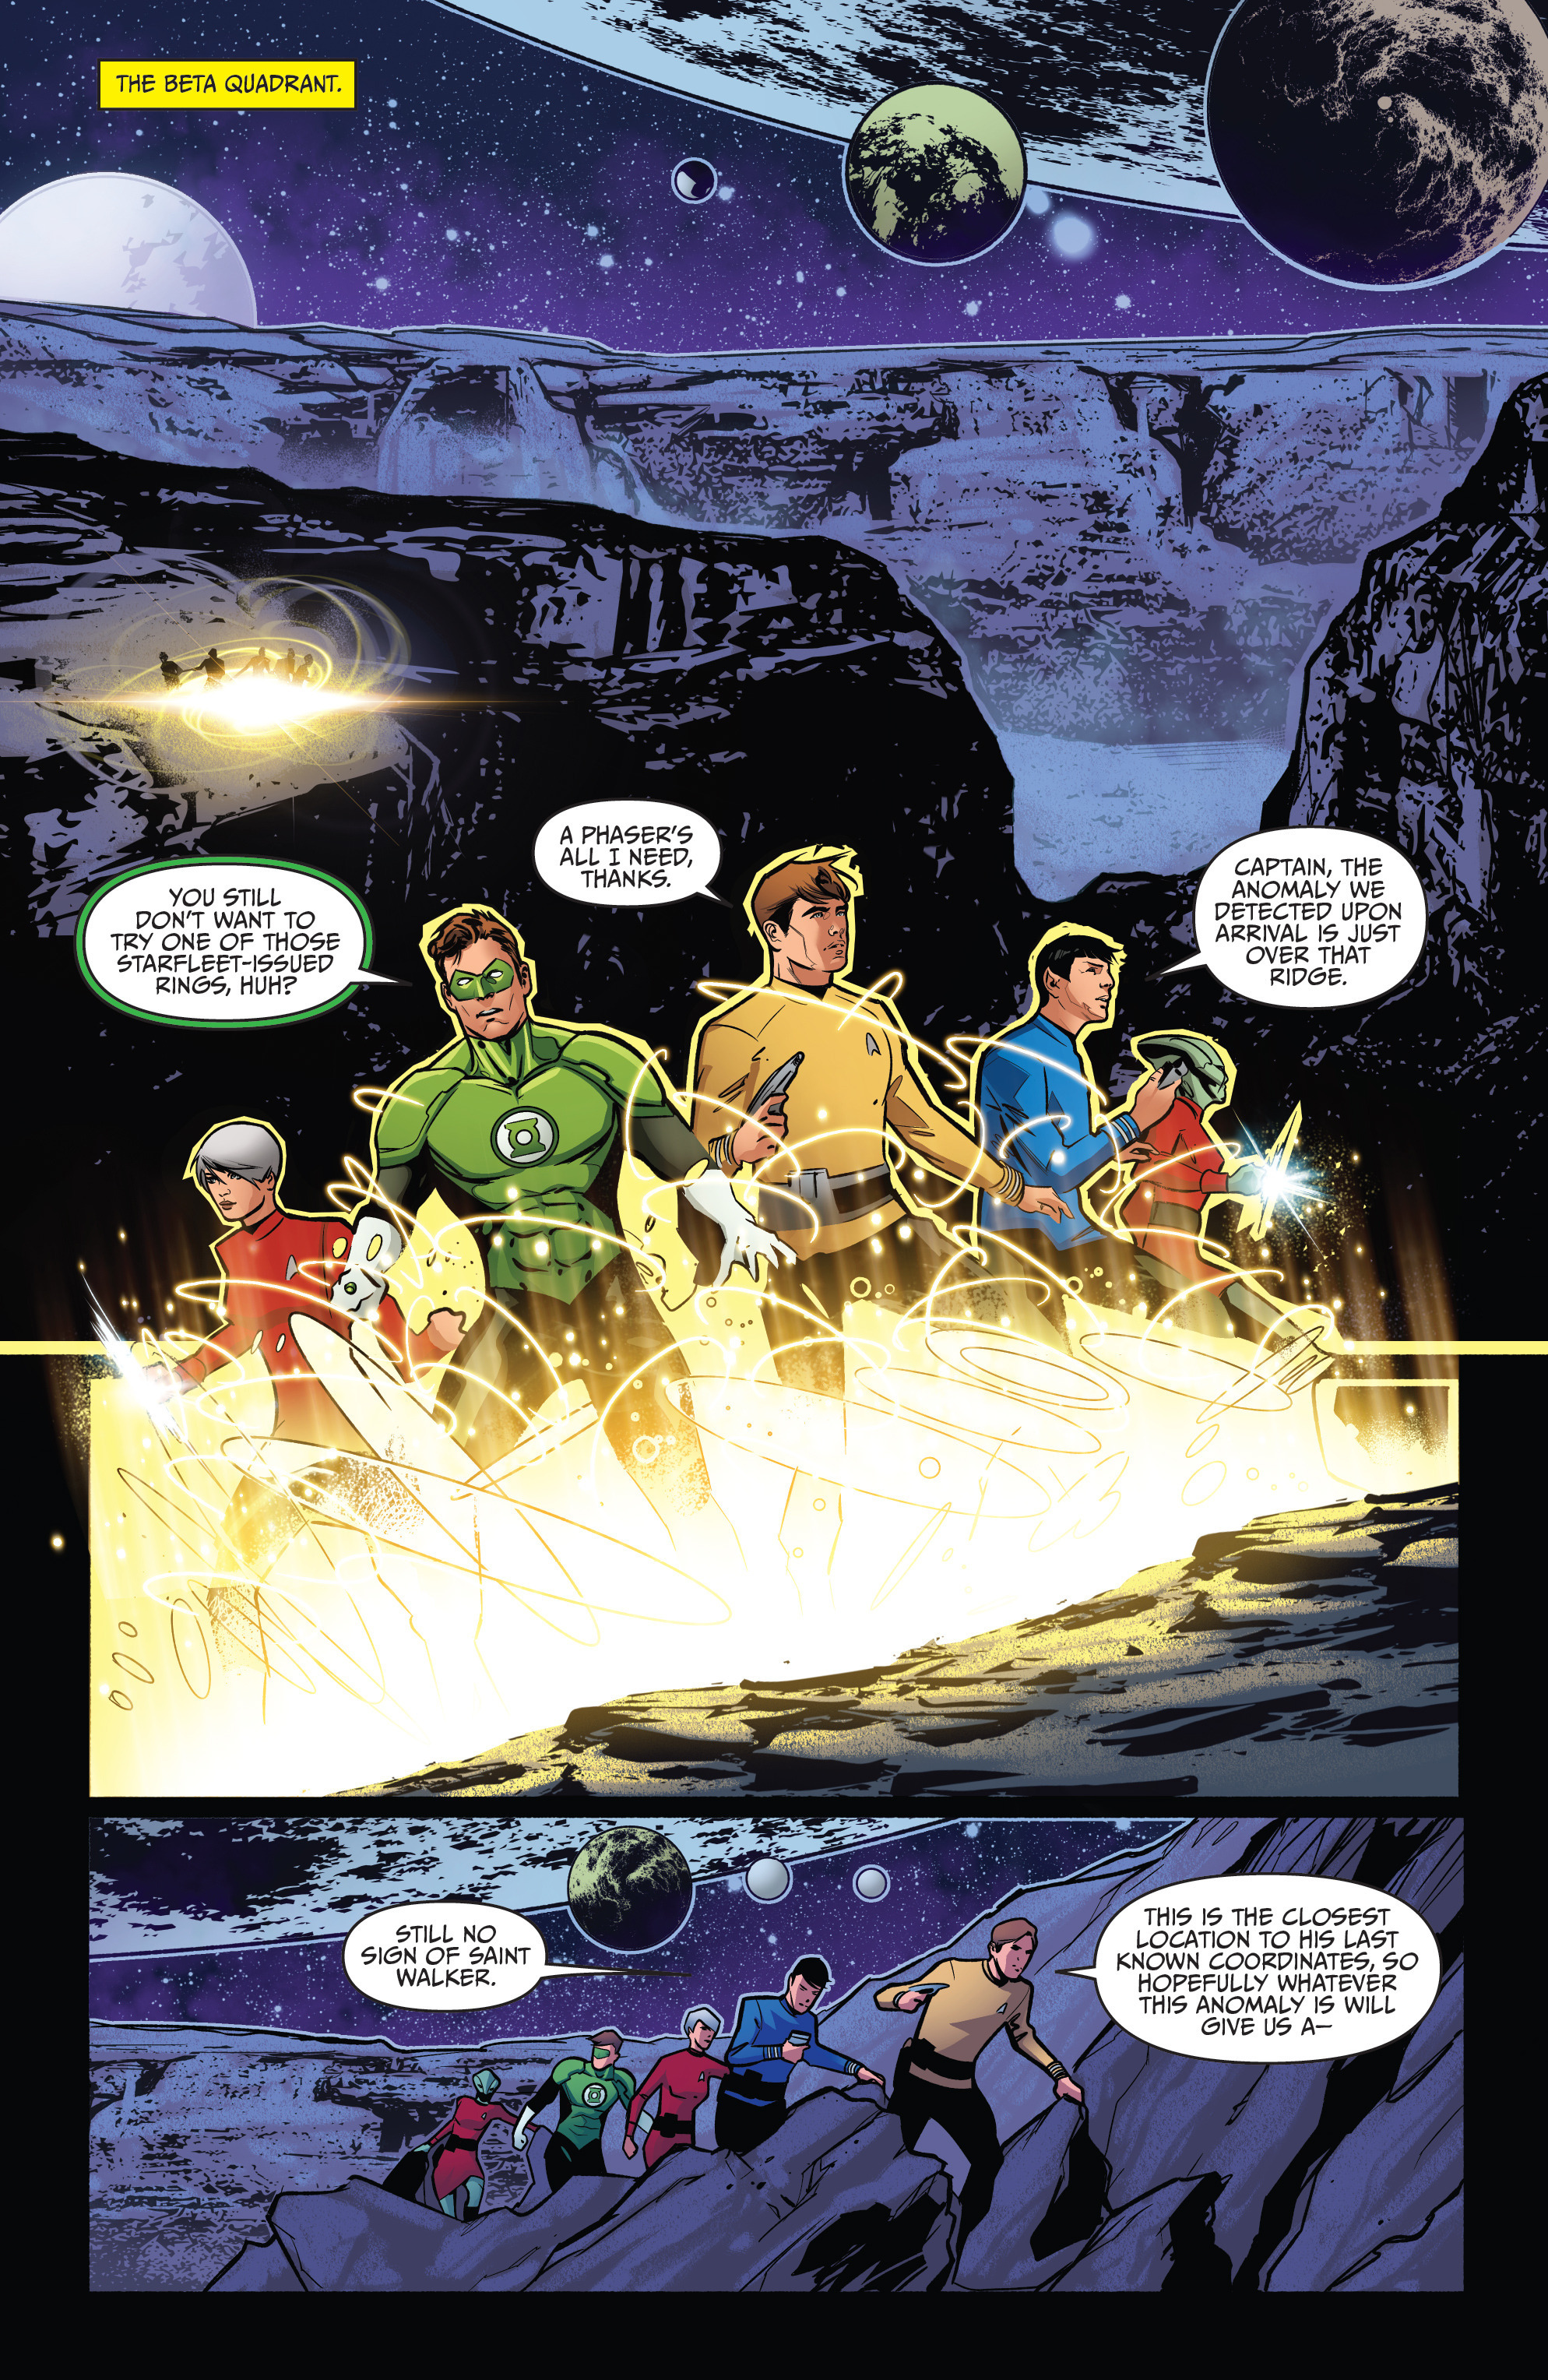 THE BETA QUADRANT.
YOU STILL
DON'T WANT TO
TRY ONE OF THOSE
STARFLEET-ISSUED
RINGS, HUH?
A PHASER'S
ALL I NEED,
THANKS.
CAPTAIN, THE
ANOMALY WE
DETECTED UPON
ARRIVAL IS JUST
OVER THAT
RIDGE.
STILL NO
SIGN OF SAINT
WALKER.
THIS IS THE CLOSEST
LOCATION TO HIS LAST
KNOWN COORDINATES, SO
HOPEFULLY WHATEVER
THIS ANOMALY IS WILL
GIVE US A—